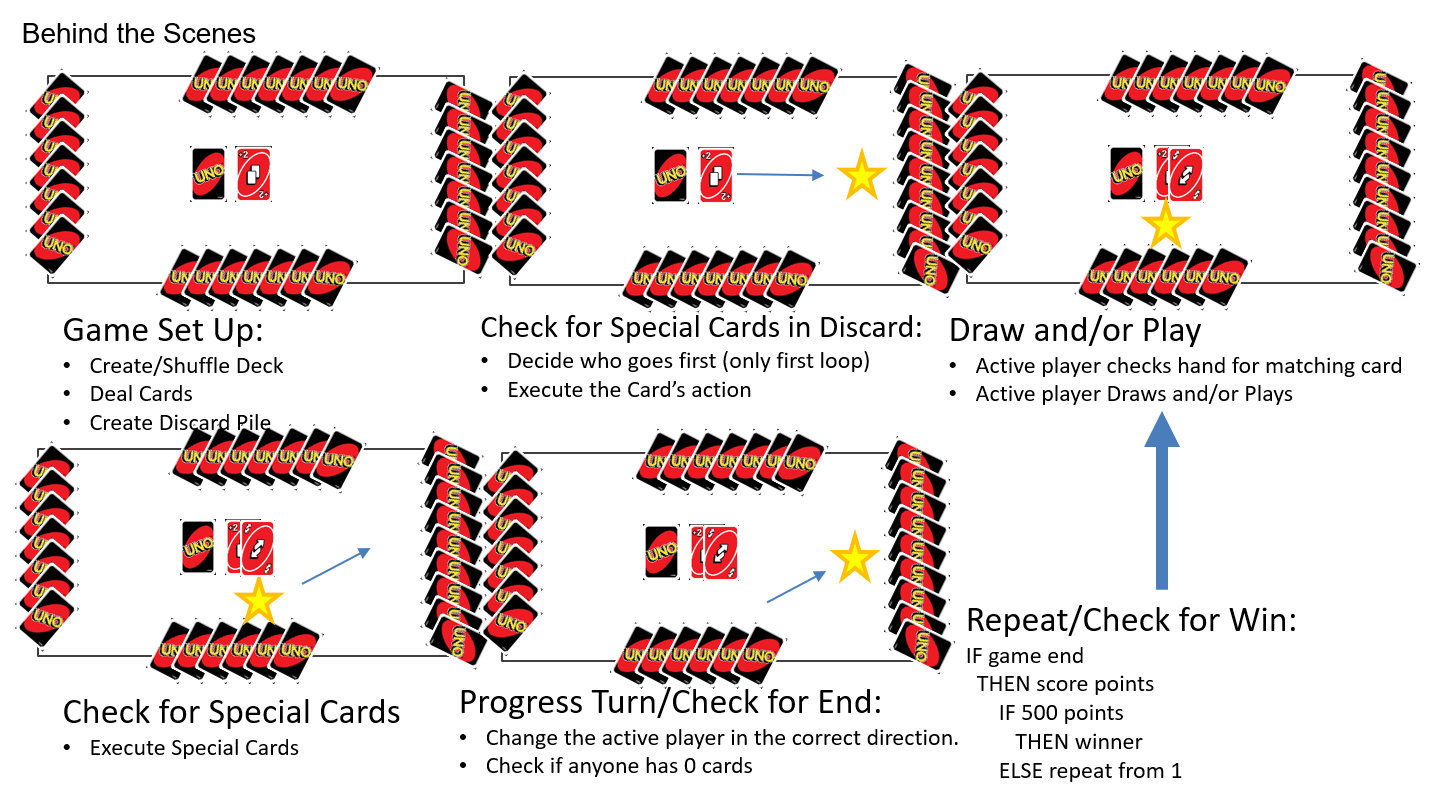 Behind the Scenes
Game Set Up:
• Create/Shuffle Deck
• Deal Cards
• Create Discard Pile
Check for Special Cards in Discard:
• Decide who goes first (only first loop)
• Execute the Card's action
Draw and/or Play
• Active player checks hand for matching card
• Active player Draws and/or Plays
Check for Special Cards
• Execute Special Cards
Progress Turn/Check for End:
• Change the active player in the correct direction.
• Check if anyone has 0 cards
Repeat/Check for Win:
IF game end
THEN score points
IF 500 points
THEN winner
ELSE repeat from 1